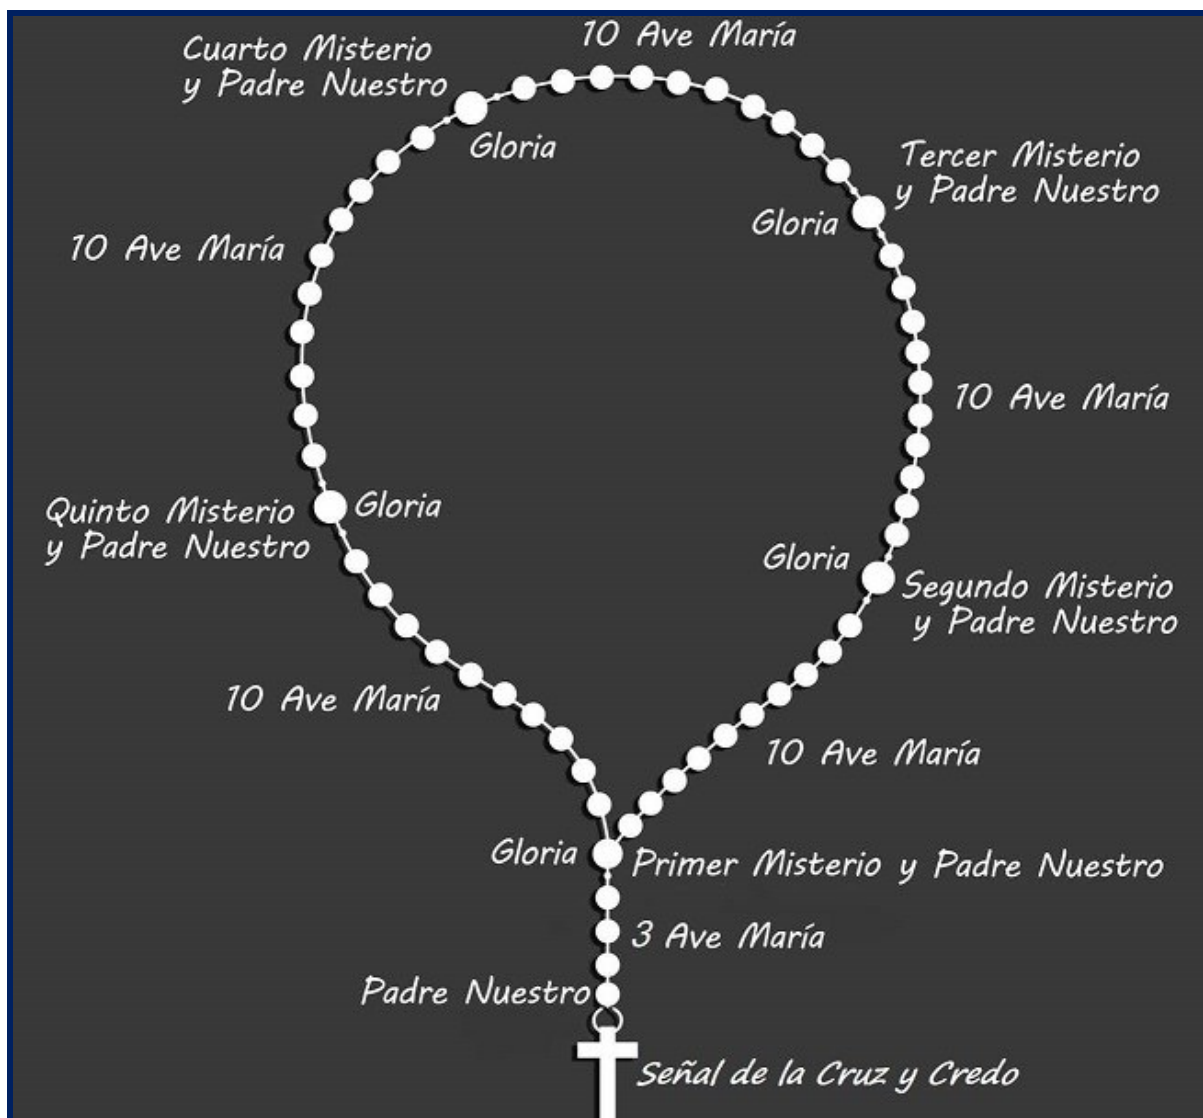 10 Ave María
Cuarto Misterio
y Padre Nuestro
Gloria
Tercer Misterio
y Padre Nuestro
Gloria
10 Ave María
10 Ave María
Quinto Misterio
y Padre Nuestro
Gloria
Gloria
Segundo Misterio
y Padre Nuestro
10 Ave María
10 Ave María
Gloria
Primer Misterio y Padre Nuestro
3 Ave María
Padre Nuestro
Señal de la Cruz y Credo